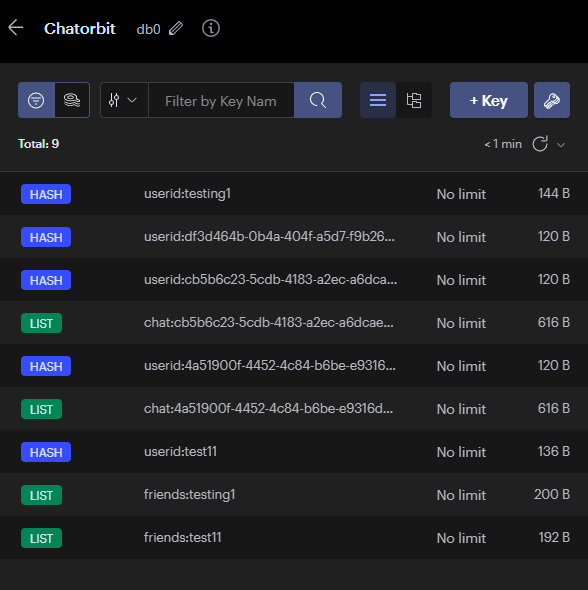 Chatorbit db0
Filter by Key Nam + Key
Total: 9 < 1 min
HASH userid:testing1 No limit 144 B
HASH userid:df3d464b-0b4a-404f-a5d7-f9b26... No limit 120 B
HASH userid:cb5b6c23-5cdb-4183-a2ec-a6dca... No limit 120 B
LIST chat:cb5b6c23-5cdb-4183-a2ec-a6dcae... No limit 616 B
HASH userid:4a51900f-4452-4c84-b6be-e9316... No limit 120 B
LIST chat:4a51900f-4452-4c84-b6be-e9316d... No limit 616 B
HASH userid:test11 No limit 136 B
LIST friends:testing1 No limit 200 B
LIST friends:test11 No limit 192 B